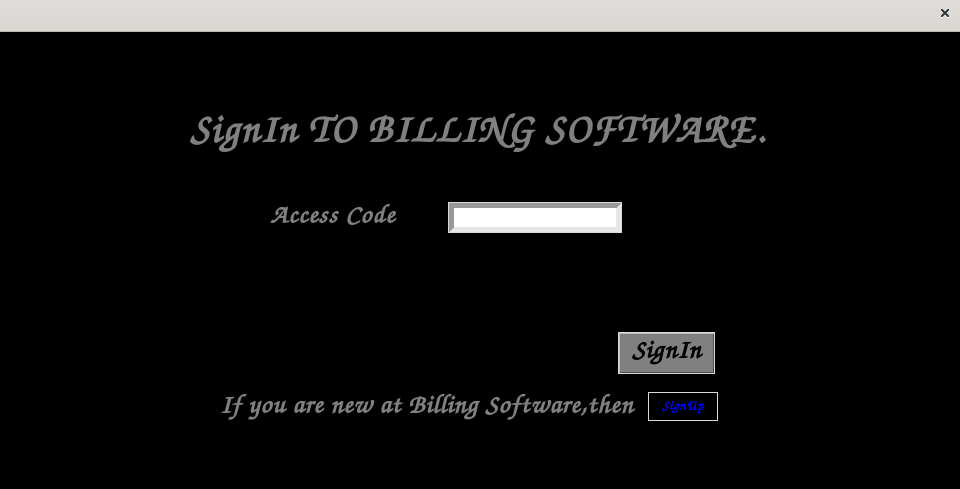 SignIn TO BILLING SOFTWARE.
Access Code
SignIn
If you are new at Billing Software,then SignUp